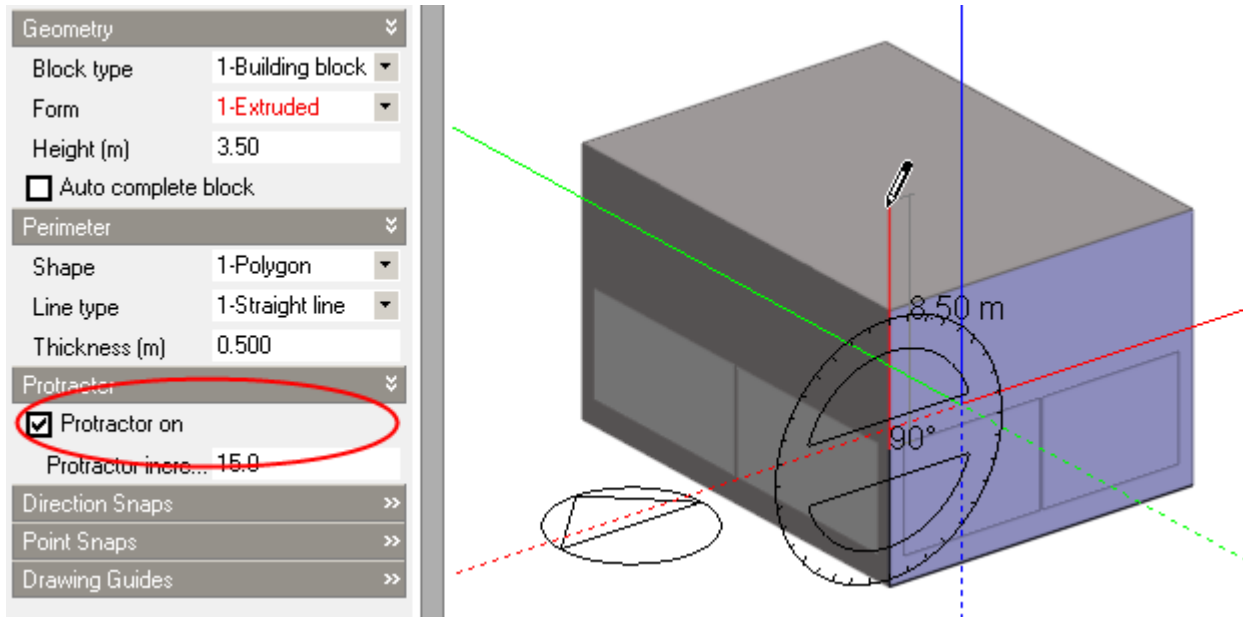 Geometry
Block type 1-Building block
Form 1-Extruded
Height (m) 3.50
Auto complete block
Perimeter
Shape 1-Polygon
Line type 1-Straight line
Thickness (m) 0.500
Protractor
Protractor on
Protractor incre... 15.0
Direction Snaps
Point Snaps
Drawing Guides
8.50 m
90°